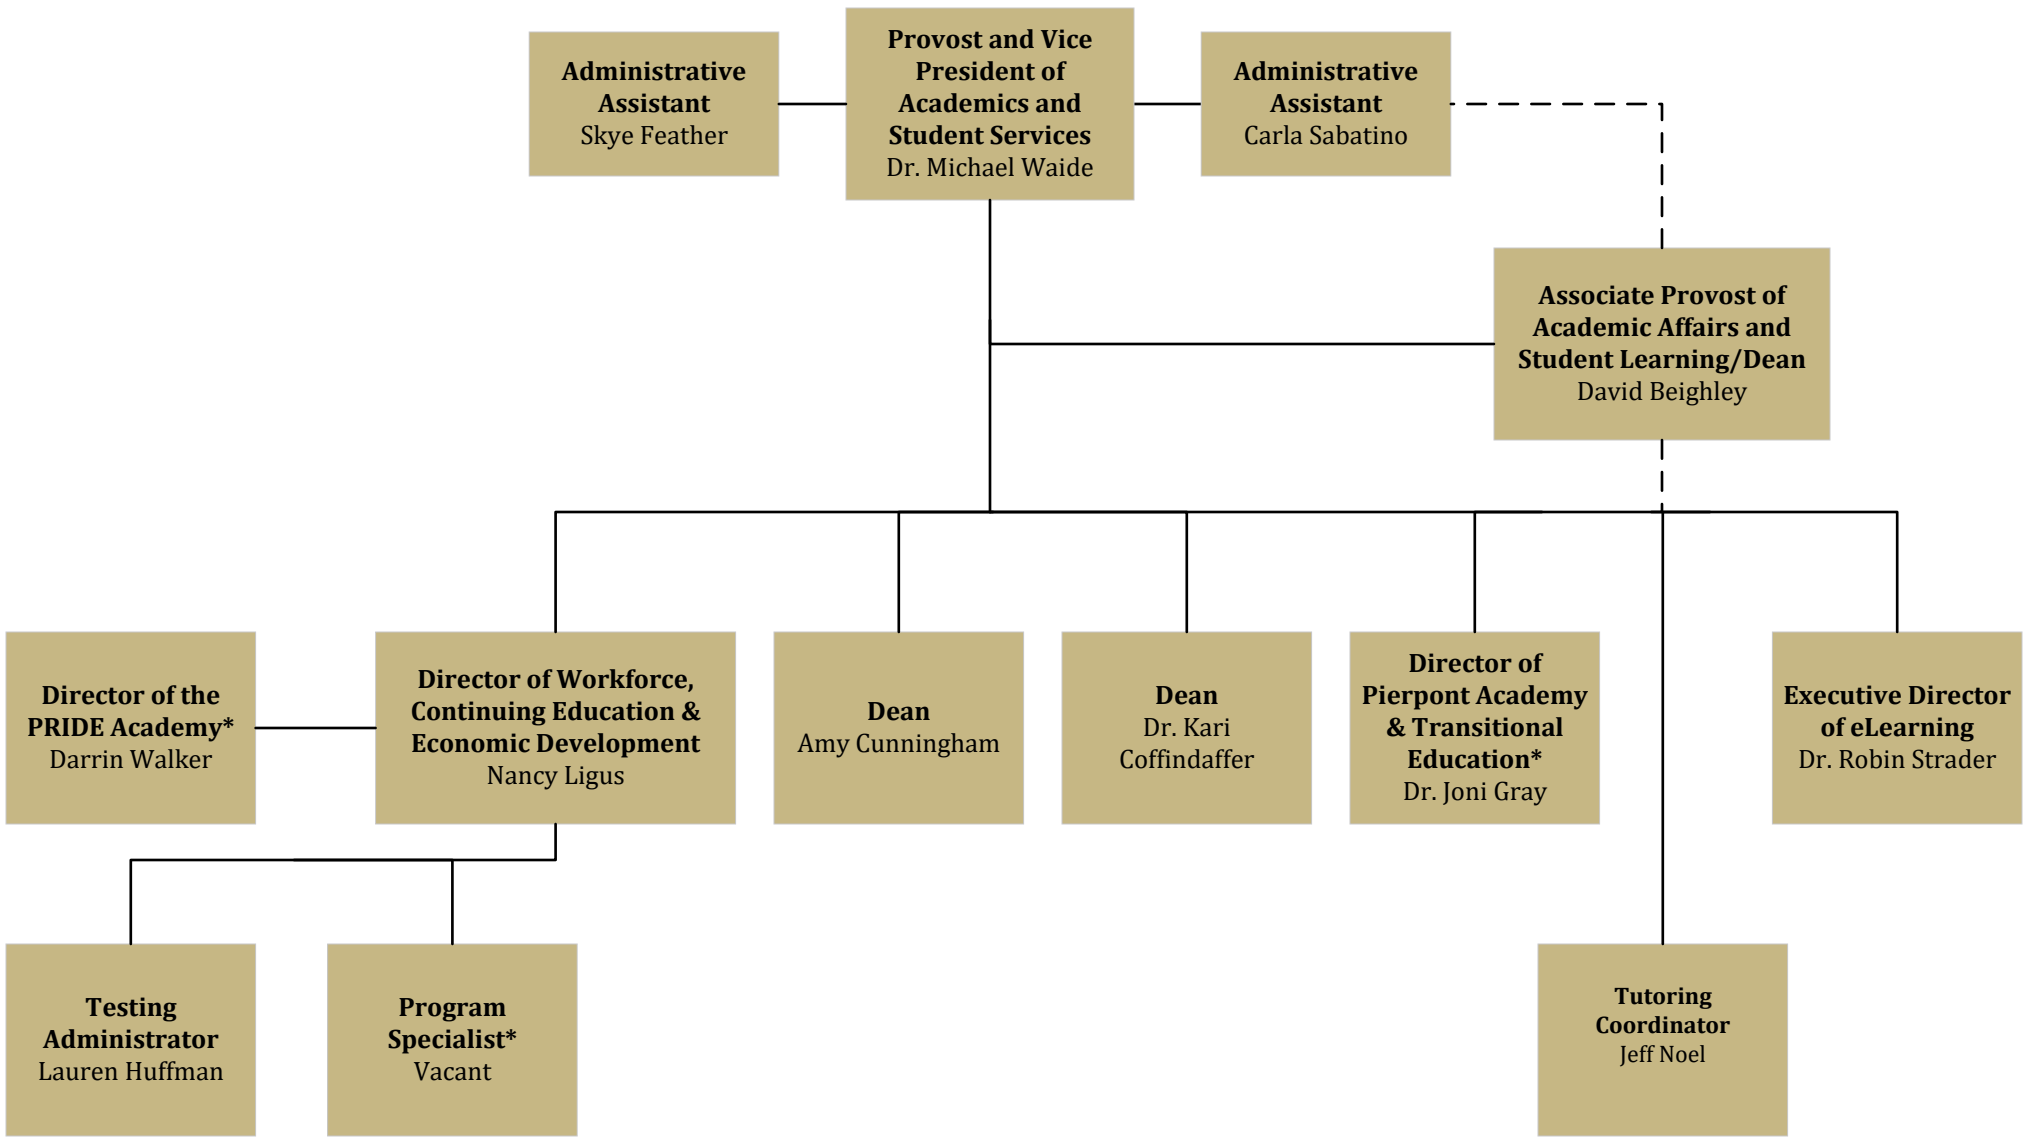 Administrative
Assistant
Skye Feather
Provost and Vice
President of
Academics and
Student Services
Dr. Michael Waide
Administrative
Assistant
Carla Sabatino
Associate Provost of
Academic Affairs and
Student Learning/Dean
David Beighley
Director of the
PRIDE Academy*
Darrin Walker
Director of Workforce,
Continuing Education &
Economic Development
Nancy Ligus
Dean
Amy Cunningham
Dean
Dr. Kari
Coffindaffer
Director of
Pierpont Academy
& Transitional
Education*
Dr. Joni Gray
Executive Director
of eLearning
Dr. Robin Strader
Testing
Administrator
Lauren Huffman
Program
Specialist*
Vacant
Tutoring
Coordinator
Jeff Noel